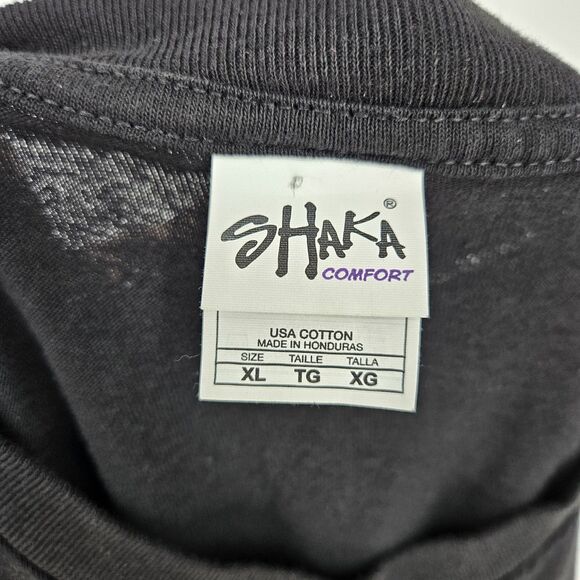 SHAKA®
COMFORT
USA COTTON
MADE IN HONDURAS
SIZE TAILLE TALLA
XL TG XG